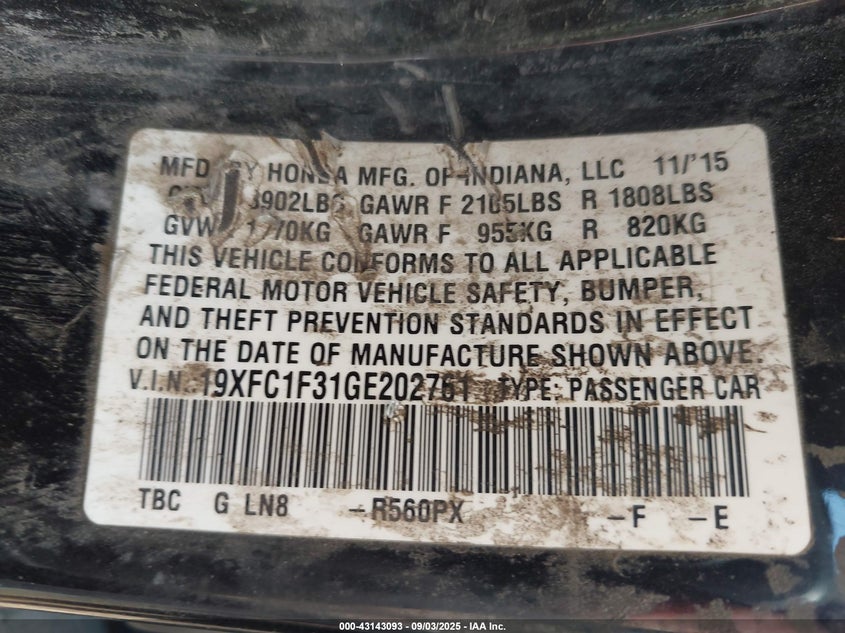 MFD BY HONDA MFG. OF INDIANA, LLC 11/'15
3902LBS GAWR F 2105LBS R 1808LBS
GVW 1770KG GAWR F 955KG R 820KG
THIS VEHICLE CONFORMS TO ALL APPLICABLE
FEDERAL MOTOR VEHICLE SAFETY, BUMPER,
AND THEFT PREVENTION STANDARDS IN EFFECT
ON THE DATE OF MANUFACTURE SHOWN ABOVE.
V.I.N.: 19XFC1F31GE202761 TYPE: PASSENGER CAR
TBC G LN8 -R560PX -F -E
000-43143093 - 09/03/2025 - IAA Inc.